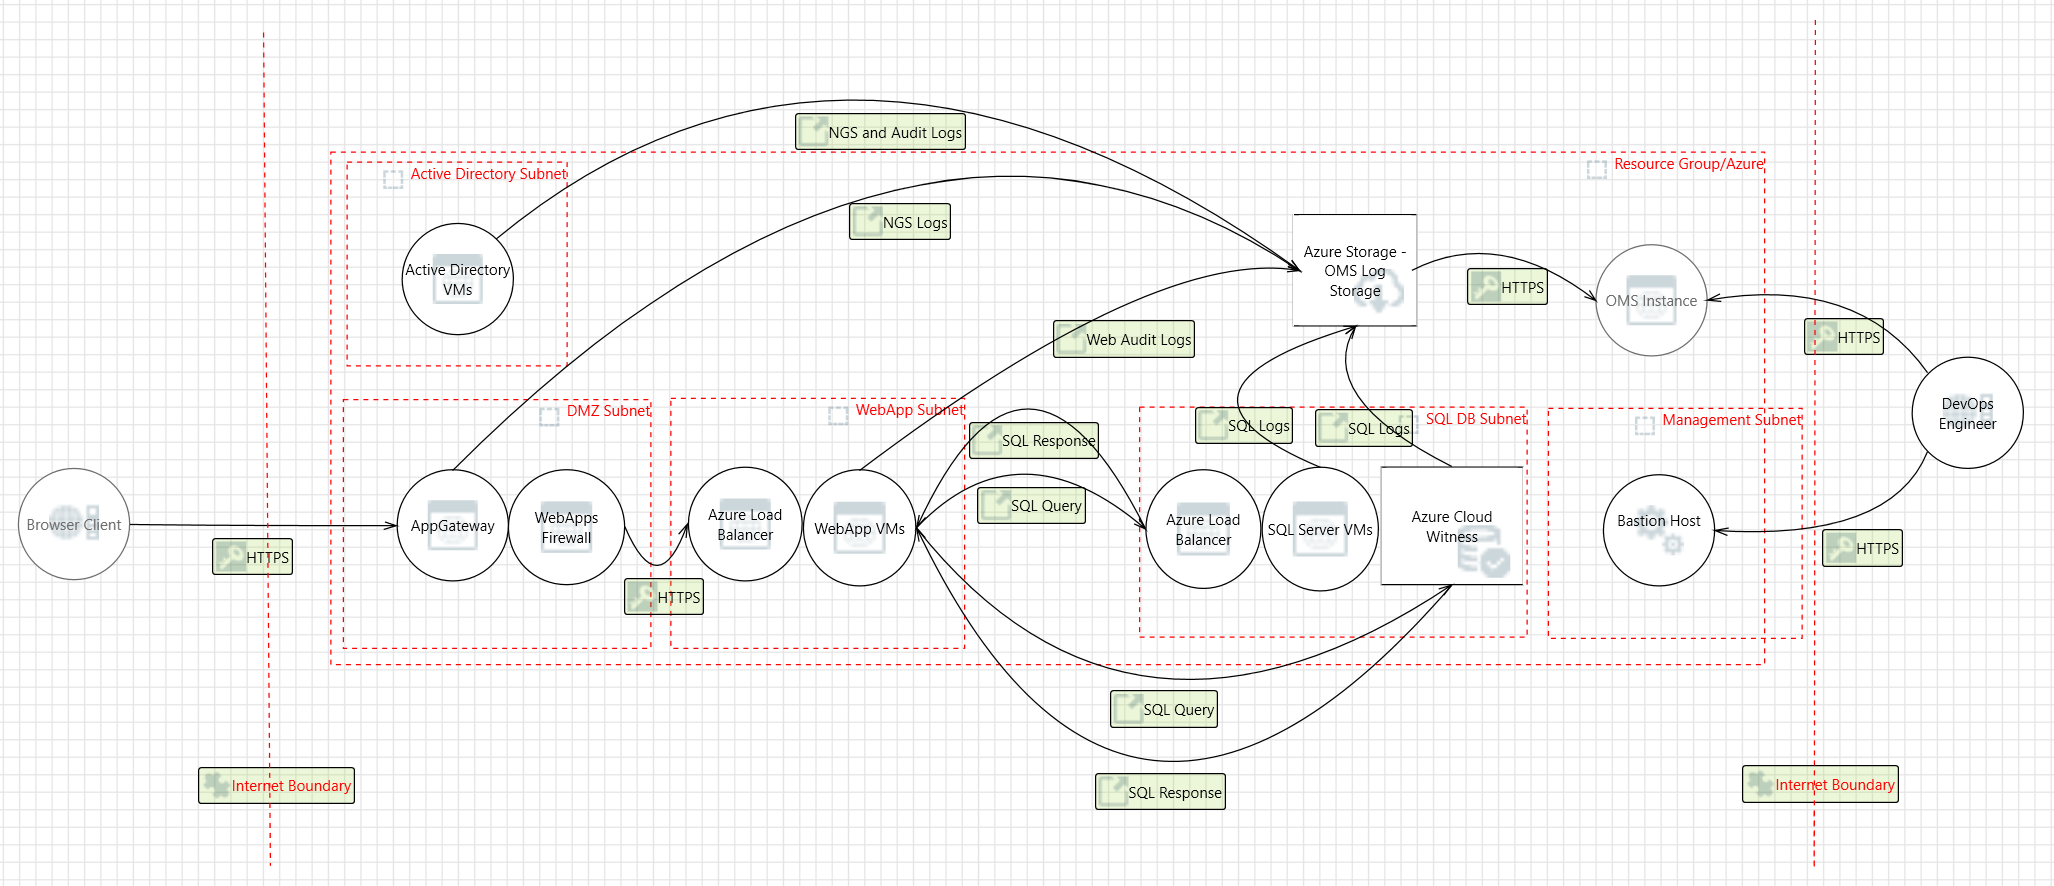 NGS and Audit Logs
Active Directory Subnet
Resource Group/Azure
NGS Logs
Active Directory
VMs
Azure Storage -
OMS Log
Storage
HTTPS
OMS Instance
HTTPS
Web Audit Logs
DMZ Subnet
WebApp Subnet
SQL Response
SQL Logs
SQL Logs
SQL DB Subnet
Management Subnet
DevOps
Engineer
Browser Client
AppGateway
WebApps
Firewall
Azure Load
Balancer
WebApp VMs
SQL Query
Azure Load
Balancer
SQL Server VMs
Azure Cloud
Witness
Bastion Host
HTTPS
HTTPS
HTTPS
SQL Query
Internet Boundary
SQL Response
Internet Boundary